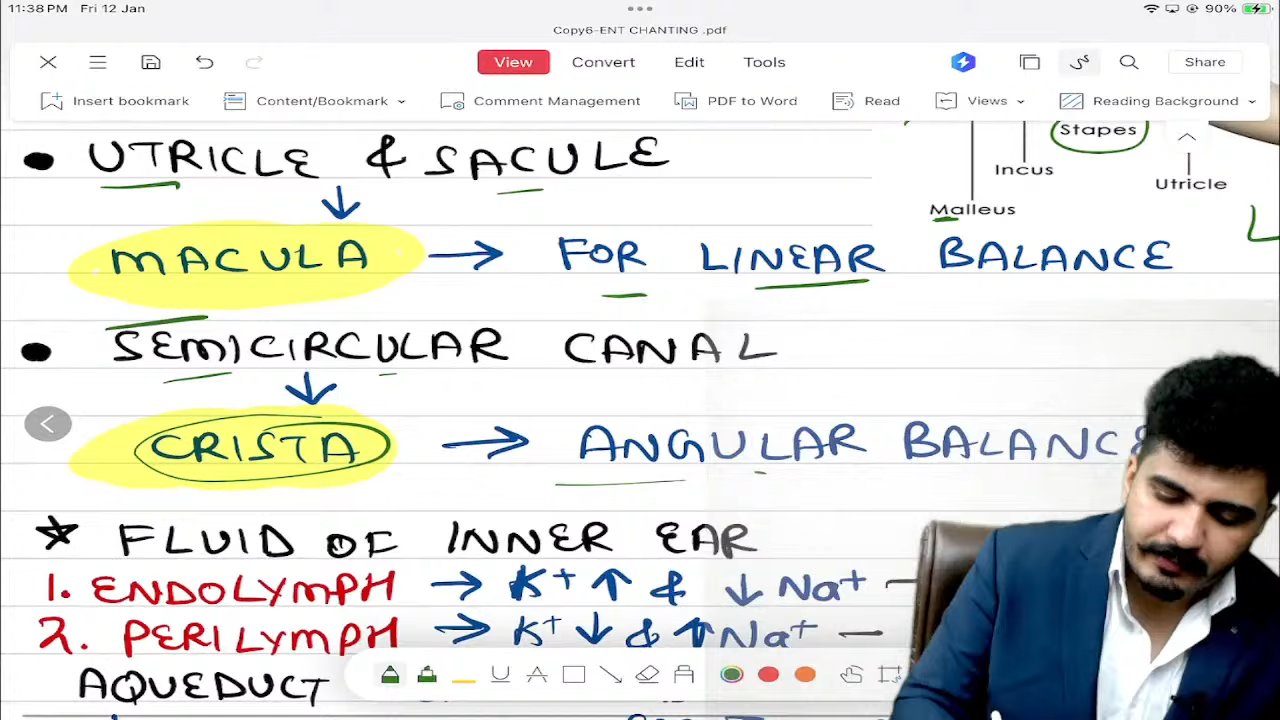 11:38 PM Fri 12 Jan
90%
Copy6-ENT CHANTING .pdf
View Convert Edit Tools
Share
Insert bookmark Content/Bookmark Comment Management PDF to Word Read Views Reading Background
UTRICLE & SACULE
Stapes
Incus
Utricle
Malleus
MACULA → FOR LINEAR BALANCE
SEMICIRCULAR CANAL
CRISTA → ANGULAR BALANCE
* FLUID OF INNER EAR
1. ENDOLYMPH → K+ ↑ & ↓ Na+ —
2. PERILYMPH → K+ ↓ & ↑ Na+ —
AQUEDUCT